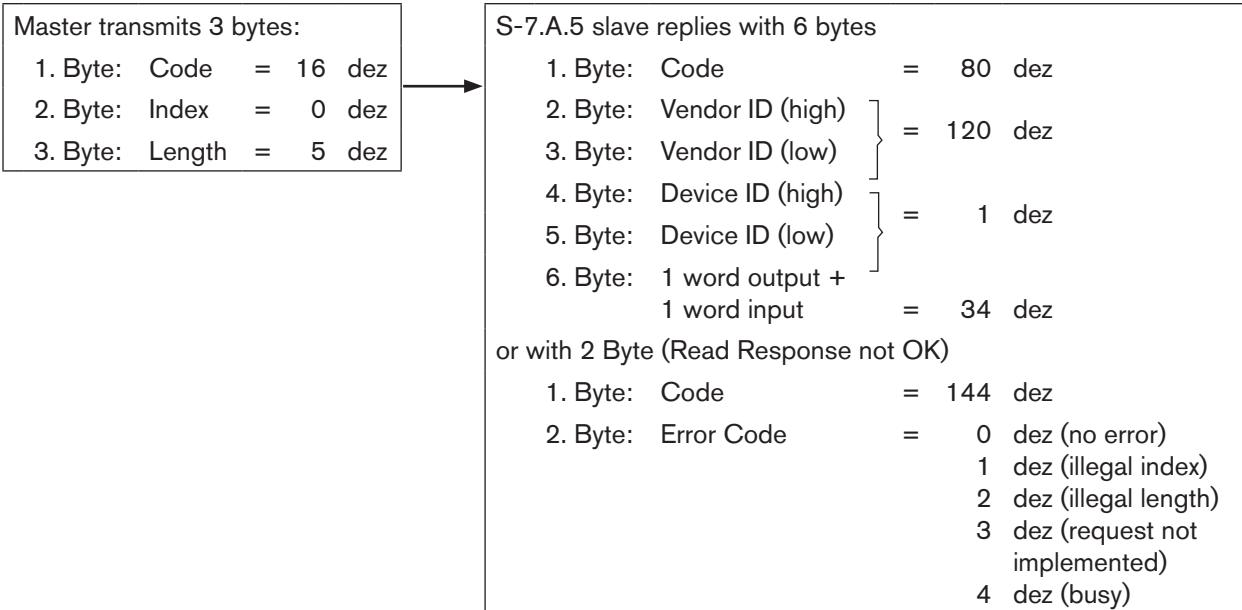 Master transmits 3 bytes:
1. Byte: Code = 16 dez
2. Byte: Index = 0 dez
3. Byte: Length = 5 dez
S-7.A.5 slave replies with 6 bytes
1. Byte: Code = 80 dez
2. Byte: Vendor ID (high)
= 120 dez
3. Byte: Vendor ID (low)
4. Byte: Device ID (high)
= 1 dez
5. Byte: Device ID (low)
6. Byte: 1 word output +
1 word input = 34 dez
or with 2 Byte (Read Response not OK)
1. Byte: Code = 144 dez
2. Byte: Error Code = 0 dez (no error)
1 dez (illegal index)
2 dez (illegal length)
3 dez (request not
implemented)
4 dez (busy)